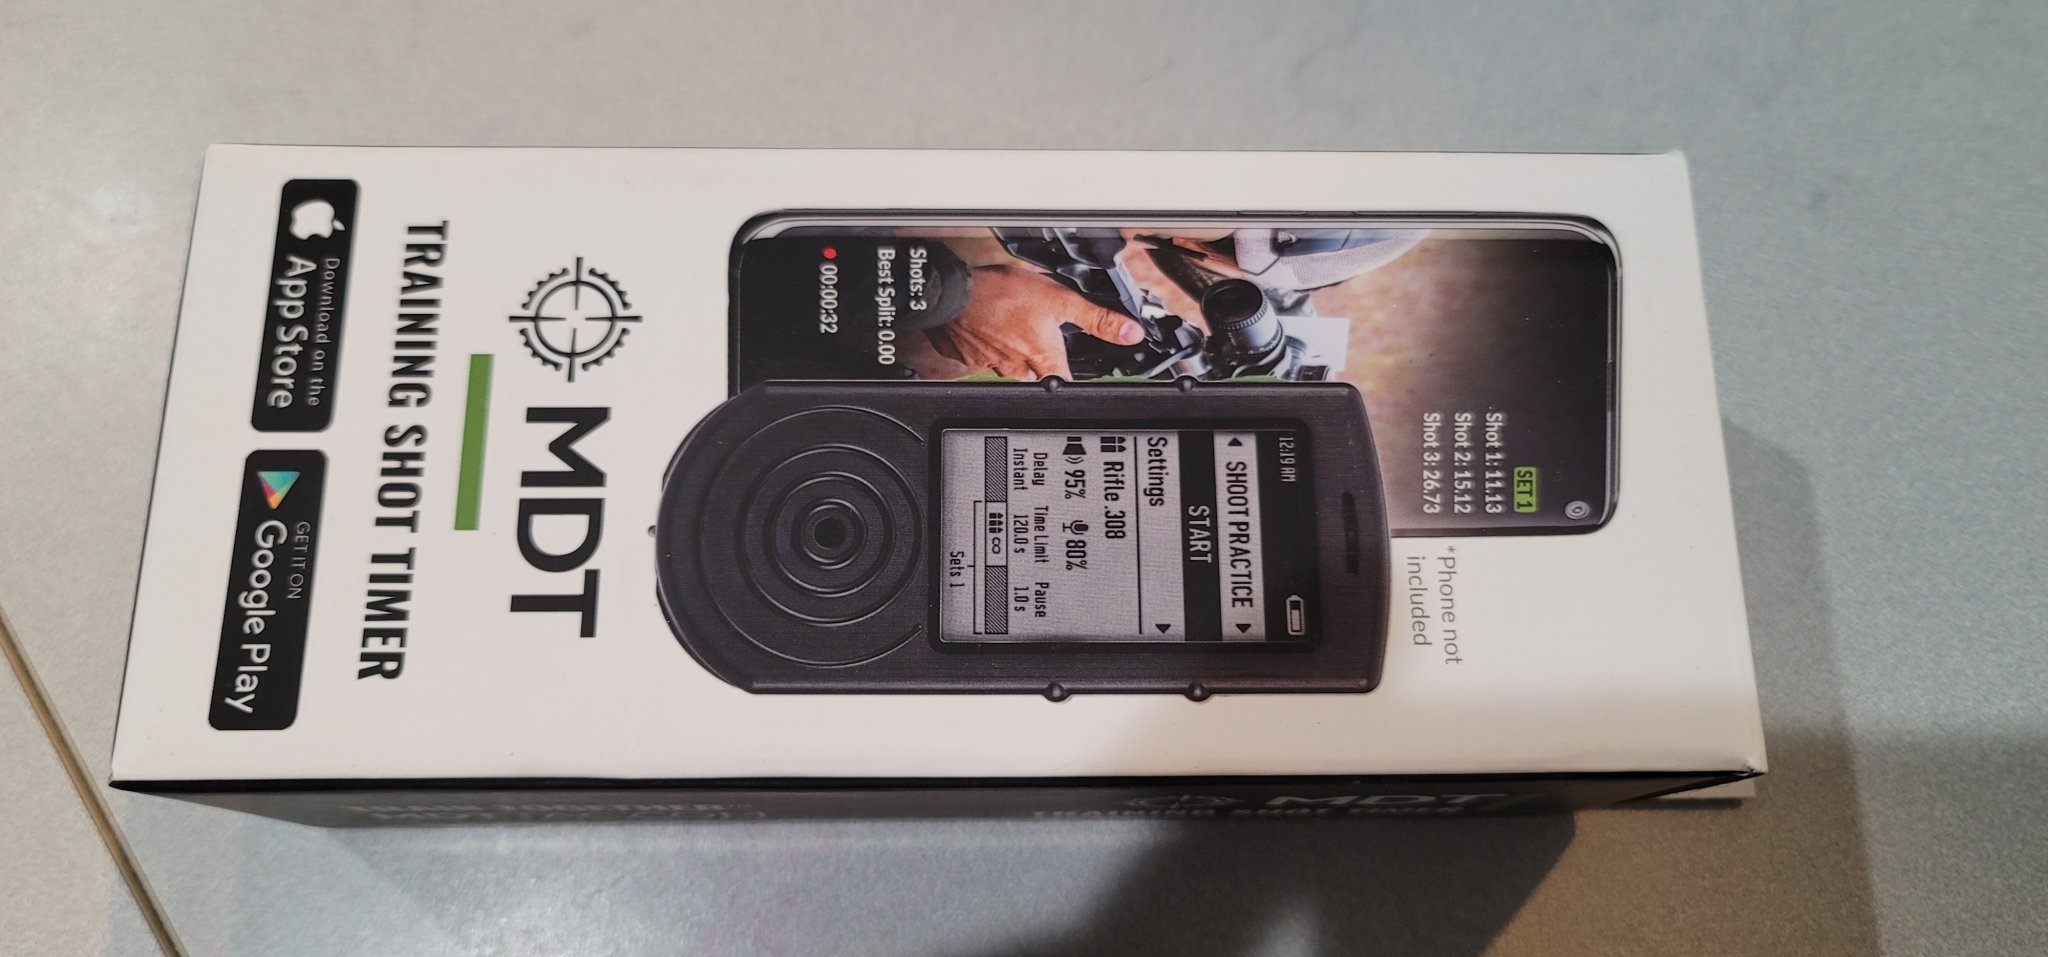 SET 1
Shot 1: 11.13
Shot 2: 15.12
Shot 3: 26.73
Shots: 3
Best Split: 0.00
00:00:32
*Phone not
included
12:19 AM
SHOOT PRACTICE
START
Settings
Rifle .308
95% 80%
Delay Time Limit Pause
Instant 120.0 s 1.0 s
∞
Sets 1
MDT
TRAINING SHOT TIMER
Download on the
App Store
GET IT ON
Google Play
MDT
TRAINING SHOT TIMER